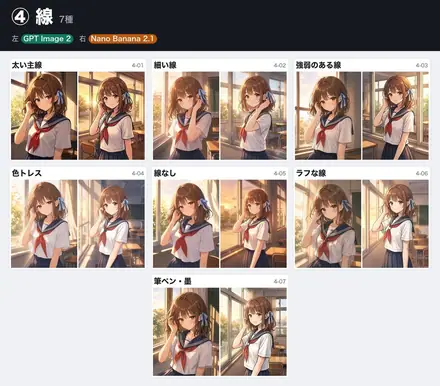 ④ 線 7種
左 GPT Image 2 右 Nano Banana 2.1
太い主線 4-01
細い線 4-02
強弱のある線 4-03
色トレス 4-04
線なし 4-05
ラフな線 4-06
筆ペン・墨 4-07